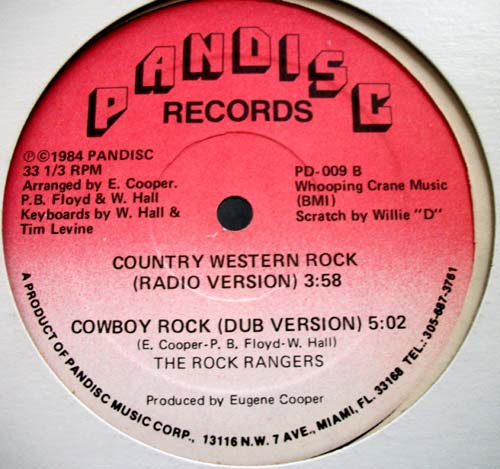 PANDISC
RECORDS
℗©1984 PANDISC
33 1/3 RPM
Arranged by E. Cooper.
P.B. Floyd & W. Hall
Keyboards by W. Hall &
Tim Levine
PD-009 B
Whooping Crane Music
(BMI)
Scratch by Willie "D"
COUNTRY WESTERN ROCK
(RADIO VERSION) 3:58
COWBOY ROCK (DUB VERSION) 5:02
(E. Cooper-P. B. Floyd-W. Hall)
THE ROCK RANGERS
Produced by Eugene Cooper
A PRODUCT OF PANDISC MUSIC CORP., 13116 N.W. 7 AVE., MIAMI, FL. 33168 TEL.: 305-687-3761